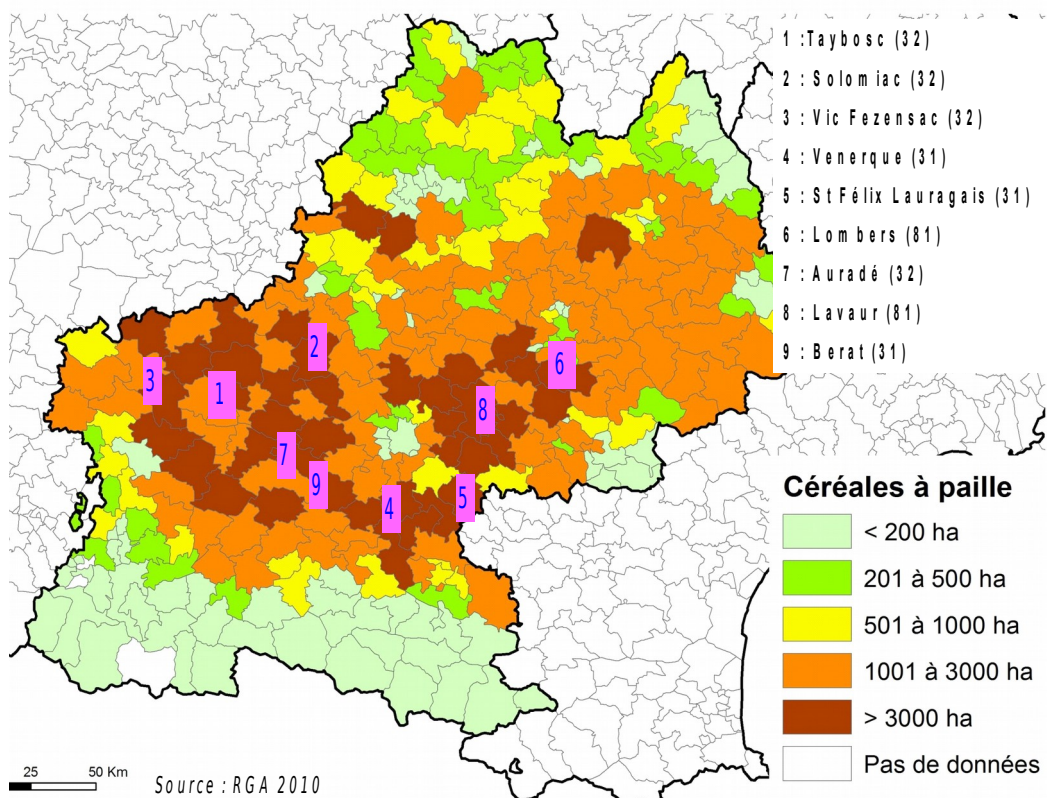 1 :Taybosc (32)
2 : Solomiac (32)
3 : Vic Fezensac (32)
4 : Venerque (31)
5 : St Félix Lauragais (31)
6 : Lombers (81)
7 : Auradé (32)
8 : Lavaur (81)
9 : Berat (31)
2
6
3
1
8
7
9
5
4
Céréales à paille
< 200 ha
201 à 500 ha
501 à 1000 ha
1001 à 3000 ha
> 3000 ha
Pas de données
25 50 Km
Source : RGA 2010